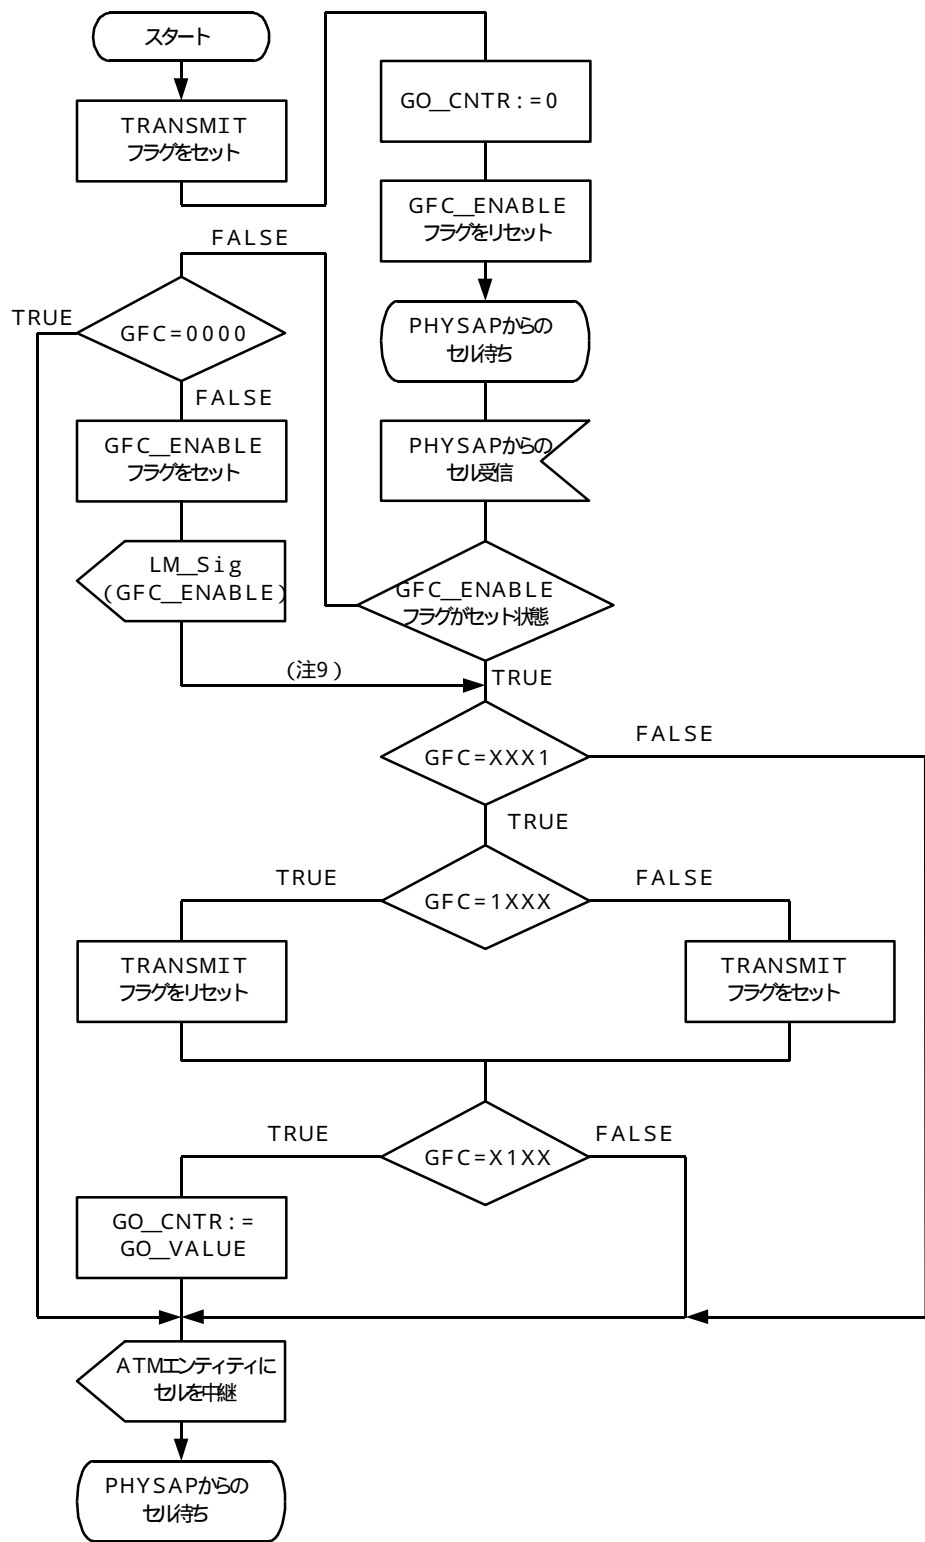 スタート
TRANSMIT
フラグをセット
GO_CNTR:=0
GFC_ENABLE
フラグをリセット
PHYSAPからの
セル待ち
PHYSAPからの
セル受信
GFC_ENABLE
フラグがセット状態
FALSE
TRUE
GFC=0000
FALSE
GFC_ENABLE
フラグをセット
LM_Sig
(GFC_ENABLE)
(注9)
TRUE
GFC=XXX1
FALSE
TRUE
GFC=1XXX
TRUE
FALSE
TRANSMIT
フラグをリセット
TRANSMIT
フラグをセット
GFC=X1XX
TRUE
FALSE
GO_CNTR:=
GO_VALUE
ATMエンティティに
セルを中継
PHYSAPからの
セル待ち